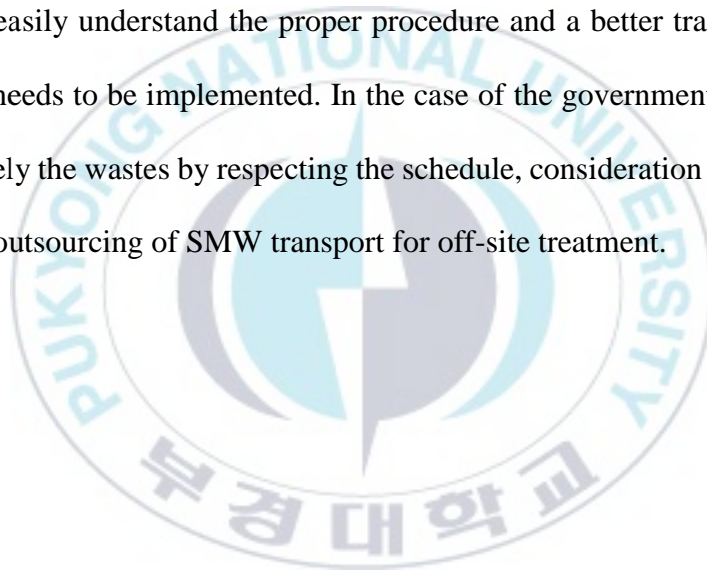 easily understand the proper procedure and a better tra
needs to be implemented. In the case of the government
ely the wastes by respecting the schedule, consideration
outsourcing of SMW transport for off-site treatment.
PUKYONG NATIONAL UNIVERSITY
부경대학교